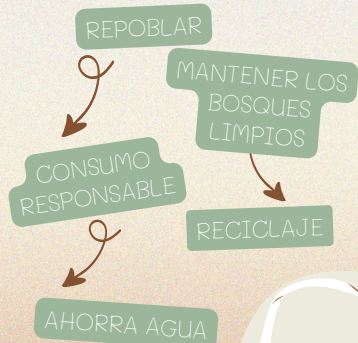 REPOBLAR
MANTENER LOS
BOSQUES
LIMPIOS
CONSUMO
RESPONSABLE
RECICLAJE
AHORRA AGUA